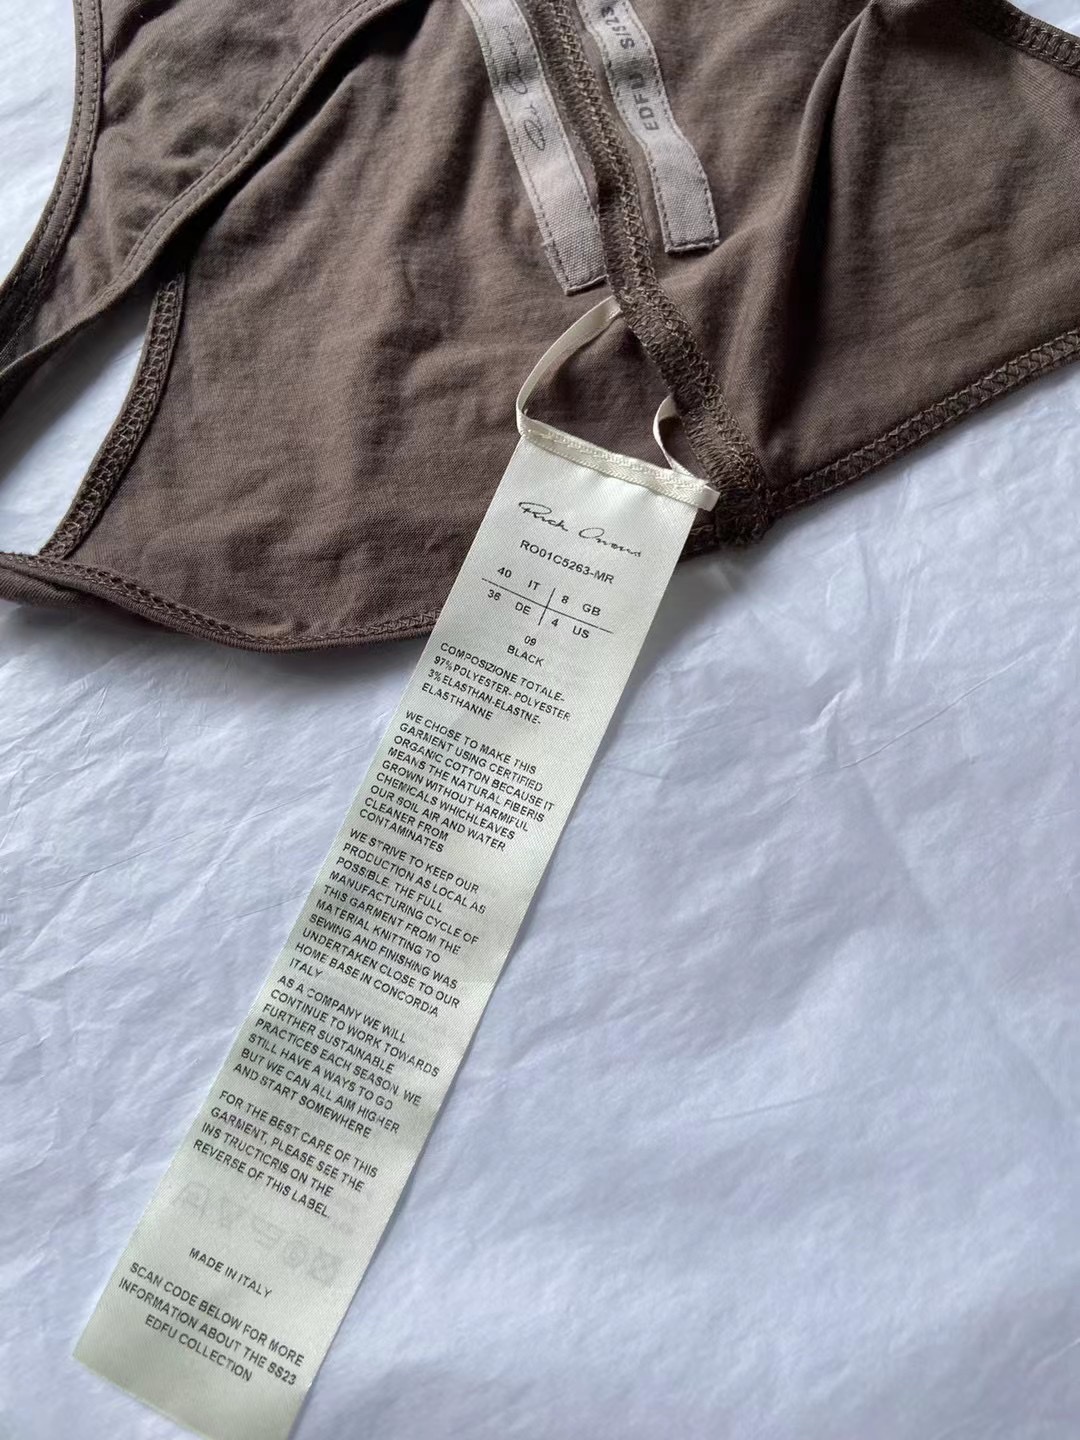 EDFU S/S23
Rick Owens
Rick Owens
RO01C5263-MR
40 IT 8 GB
36 DE 4 US
09
BLACK
COMPOSIZIONE TOTALE-
97% POLYESTER- POLYESTER
3% ELASTHAN-ELASTNE-
ELASTHANNE
WE CHOSE TO MAKE THIS
GARMENT USING CERTIFIED
ORGANIC COTTON BECAUSE IT
MEANS THE NATURAL FIBERIS
GROWN WITHOUT HARMIFUL
CHEMICALS WHICHLEAVES
OUR SOIL AIR AND WATER
CLEANER FROM
CONTAMINATES
WE STRIVE TO KEEP OUR
PRODUCTION AS LOCAL AS
POSSIBLE. THE FULL
MANUFACTURING CYCLE OF
THIS GARMENT FROM THE
MATERIAL KNITTING TO
SEWING AND FINISHING WAS
UNDERTAKEN CLOSE TO OUR
HOME BASE IN CONCORDIA
ITALY
AS A COMPANY WE WILL
CONTINUE TO WORK TOWARDS
FURTHER SUSTAINABLE
PRACTICES EACH SEASON. WE
STILL HAVE A WAYS TO GO
BUT WE CAN ALL AIM HIGHER
AND START SOMEWHERE
FOR THE BEST CARE OF THIS
GARMENT, PLEASE SEE THE
INS TRUCTICRIS ON THE
REVERSE OF THIS LABEL.
MADE IN ITALY
SCAN CODE BELOW FOR MORE
INFORMATION ABOUT THE SS23
EDFU COLLECTION